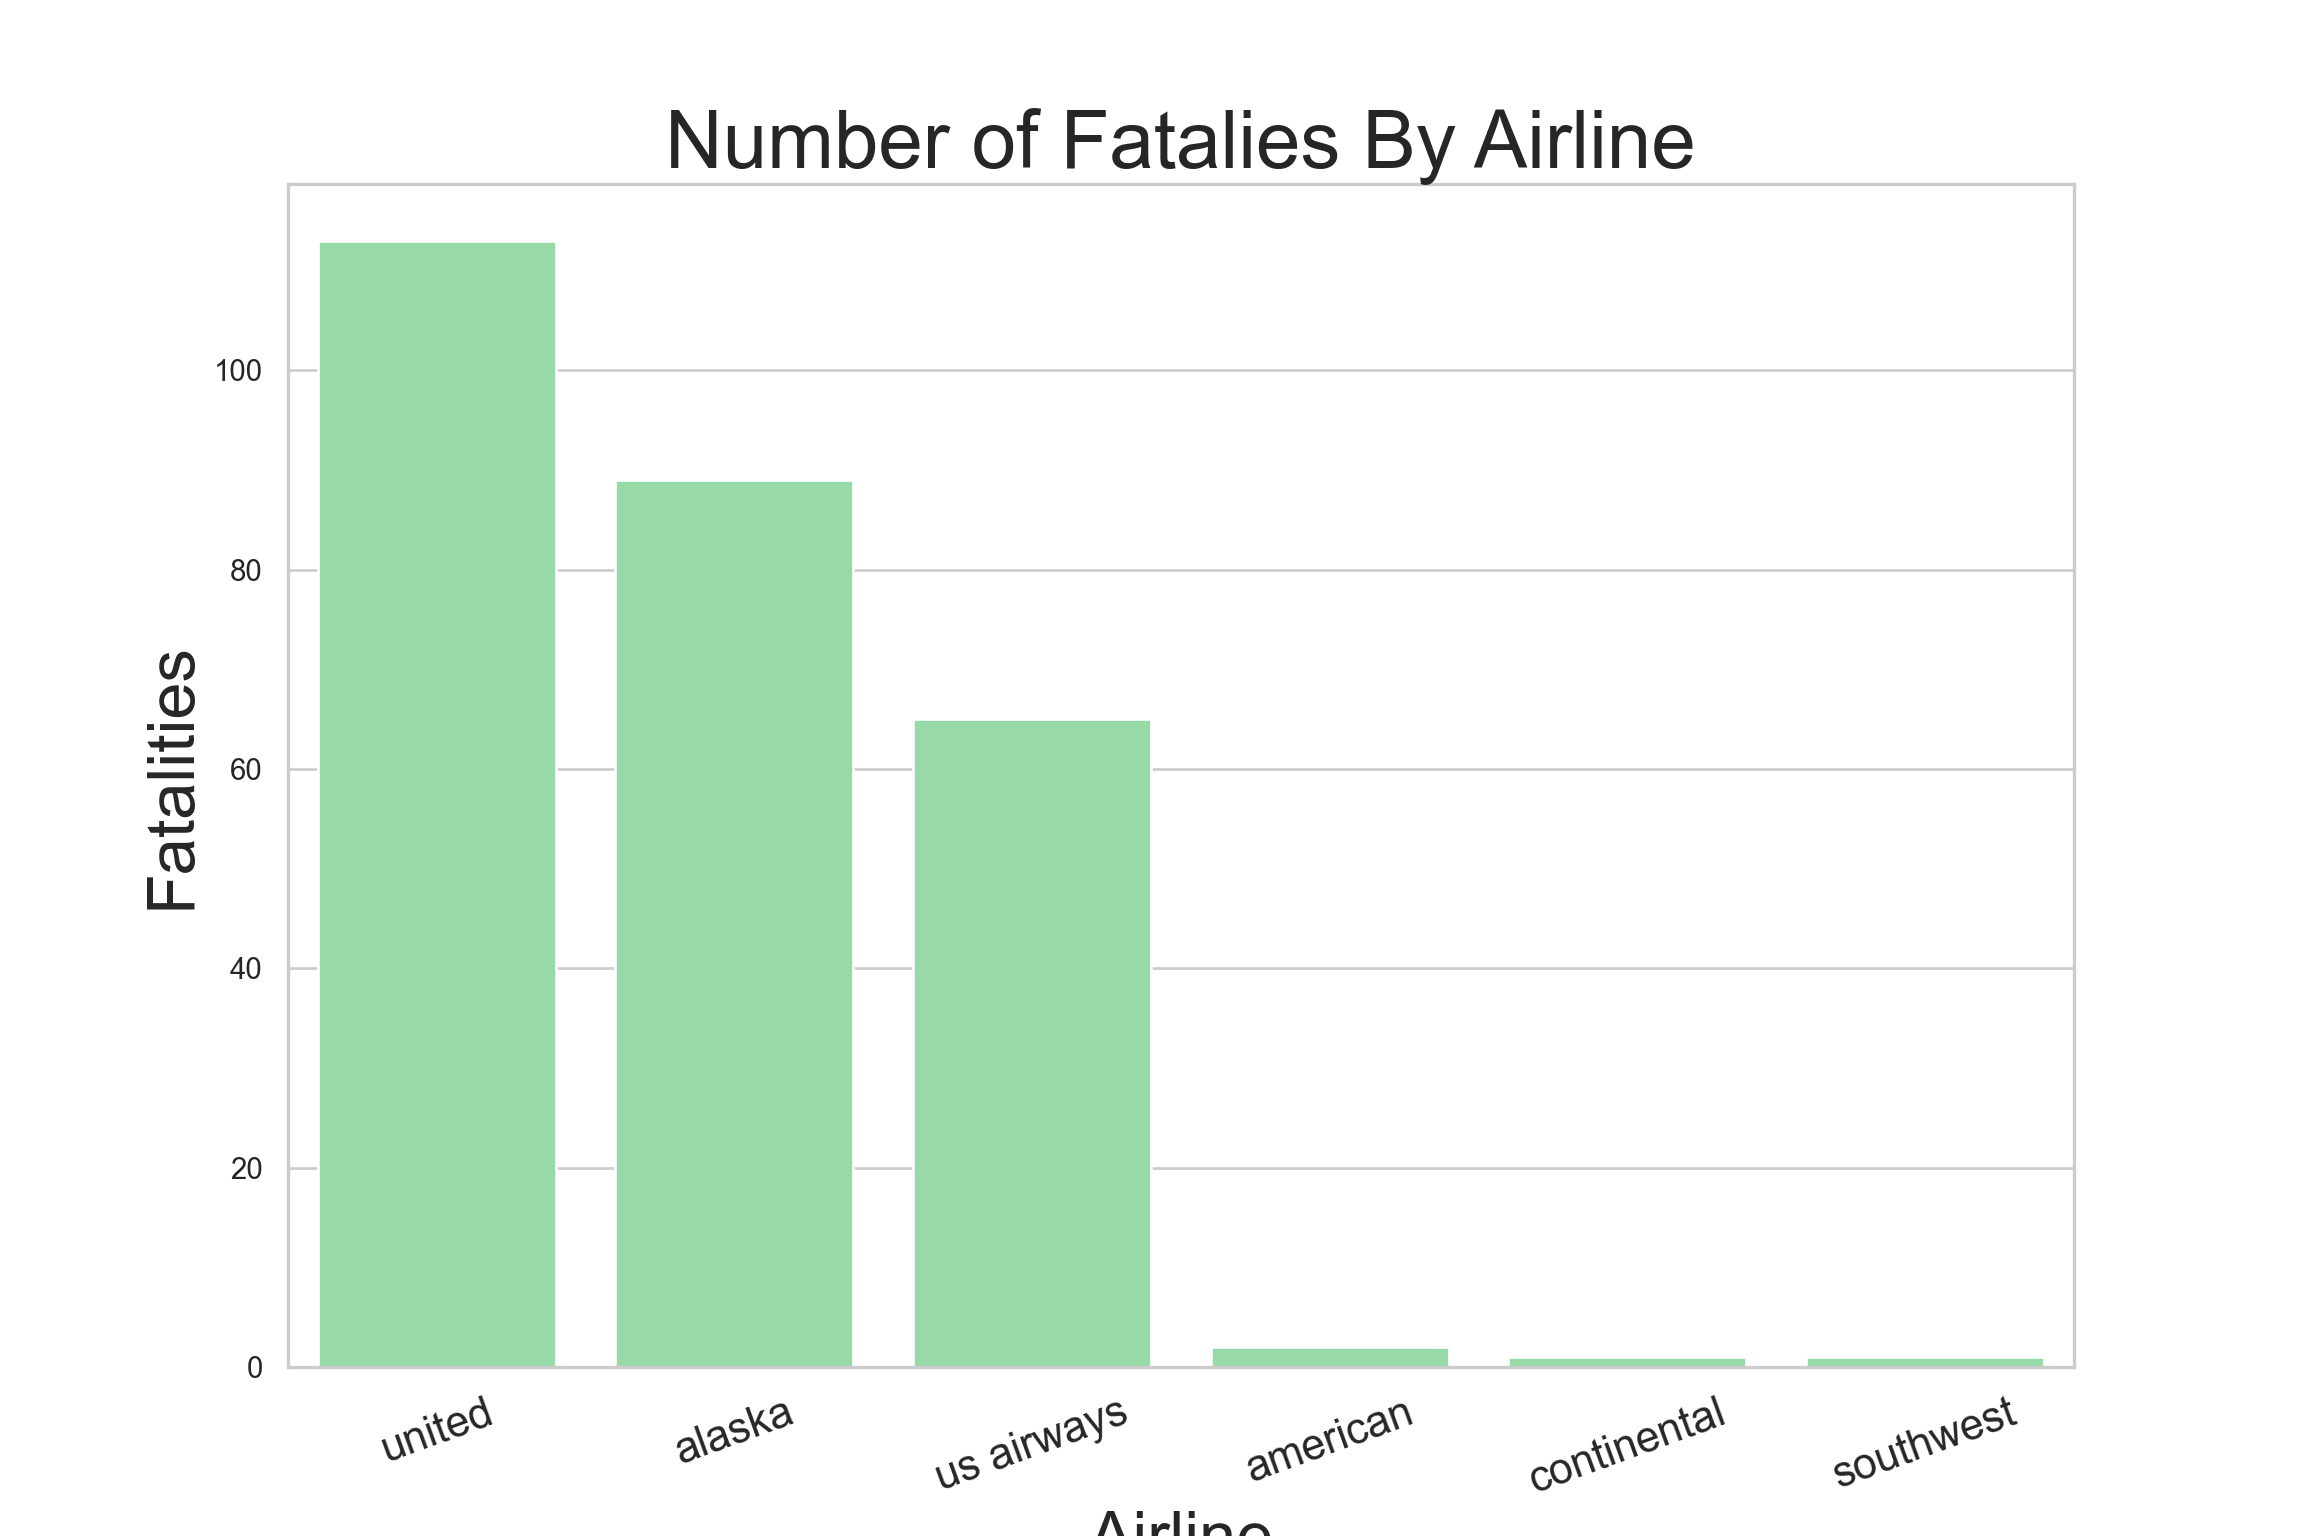 Number of Fatalies By Airline
Fatalities
100
80
60
40
20
0
united
alaska
us airways
american
continental
southwest
Airline